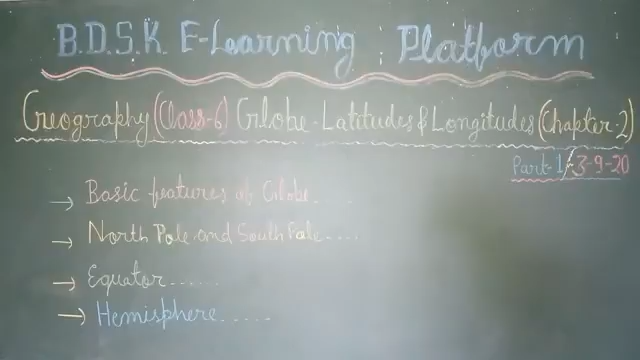 B.D.S.K E-Learning Platform
Geography (Class-6) Globe-Latitudes & Longitudes (Chapter-2)
Part-1/3-9-20
→ Basic features of Globe.....
→ North Pole and South Pole....
→ Equator......
→ Hemisphere.....